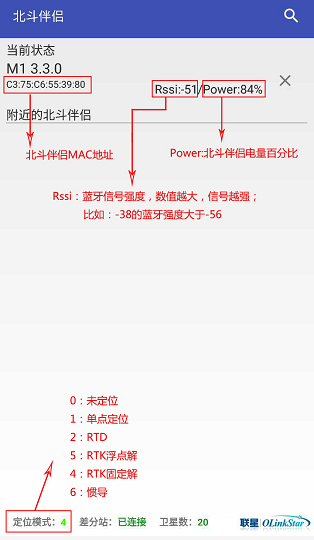 北斗伴侣
当前状态
M1 3.3.0
C3:75:C6:55:39:80
Rssi:-51/Power:84%
附近的北斗伴侣
北斗伴侣MAC地址
Power:北斗伴侣电量百分比
Rssi：蓝牙信号强度，数值越大，信号越强；
比如：-38的蓝牙强度大于-56
0：未定位
1：单点定位
2：RTD
5：RTK浮点解
4：RTK固定解
6：惯导
定位模式：4 差分站：已连接 卫星数：20 联星 OLinkStar